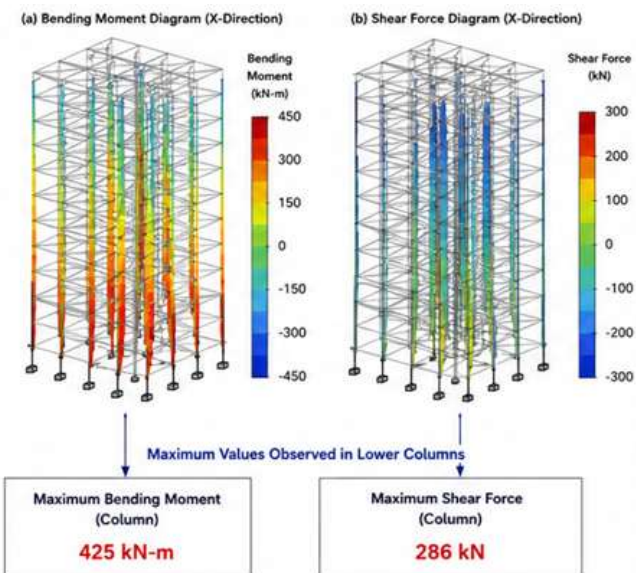 (a) Bending Moment Diagram (X-Direction)
Bending
Moment
(kN-m)
450
300
150
0
-150
-300
-450
(b) Shear Force Diagram (X-Direction)
Shear Force
(kN)
300
200
100
0
-100
-200
-300
Maximum Values Observed in Lower Columns
Maximum Bending Moment
(Column)
425 kN-m
Maximum Shear Force
(Column)
286 kN